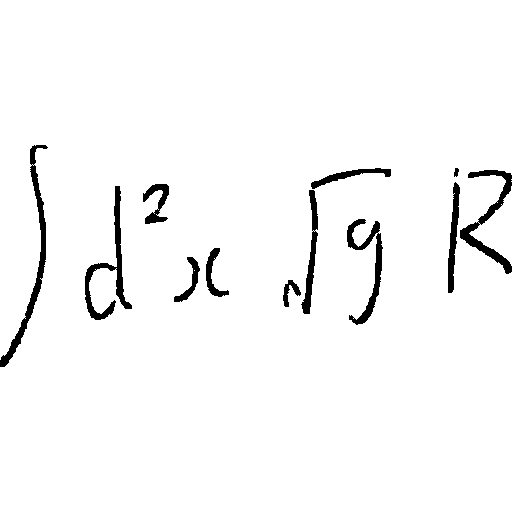 ∫ d²x √g R